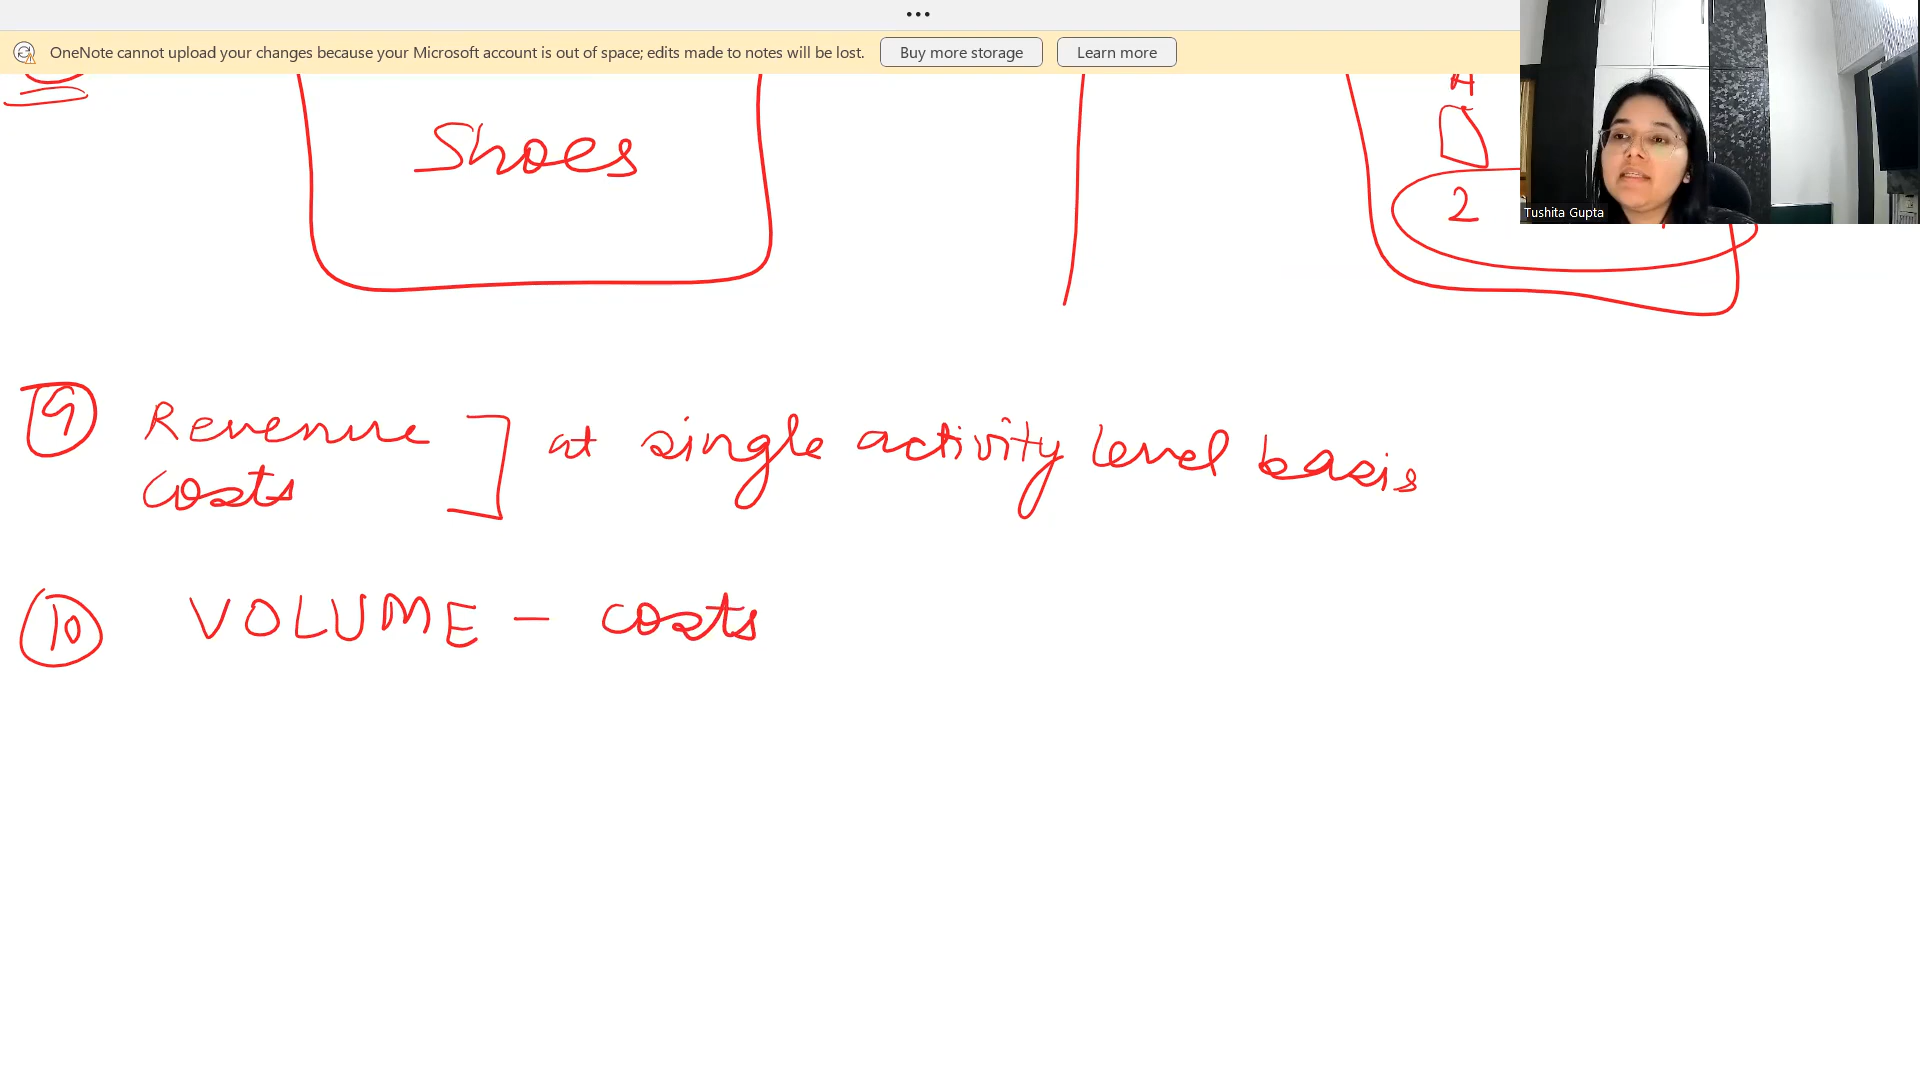 OneNote cannot upload your changes because your Microsoft account is out of space; edits made to notes will be lost. Buy more storage Learn more
Shoes
2
Tushita Gupta
9 Revenue at single activity level basis
costs
10 VOLUME - costs